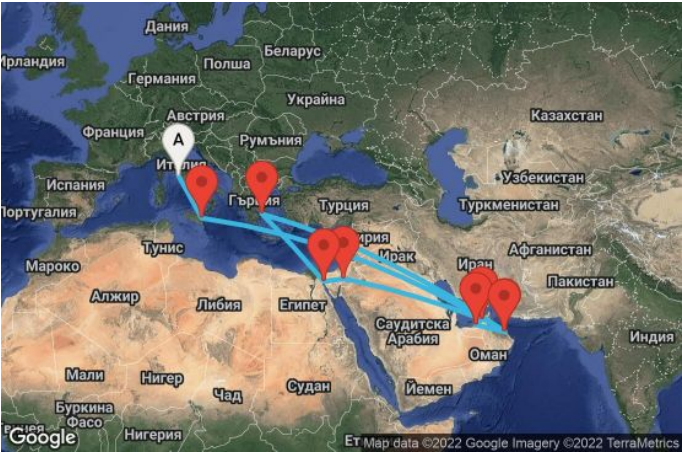 Дания
Ирландия
Беларус
Полша
Германия
Украйна
Австрия
Казахстан
Франция
Румъния
A
Италия
Узбекистан
Испания
Гърция
Туркменистан
Турция
Португалия
Тунис
Ирак
Афганистан
Иран
Мароко
Пакистан
Алжир
Либия
Египет
Саудитска
Арабия
Индия
Оман
Мали
Нигер
Судан
Йемен
Чад
Буркина
Фасо
Нигерия
Google
Map data ©2022 Google Imagery ©2022 TerraMetrics